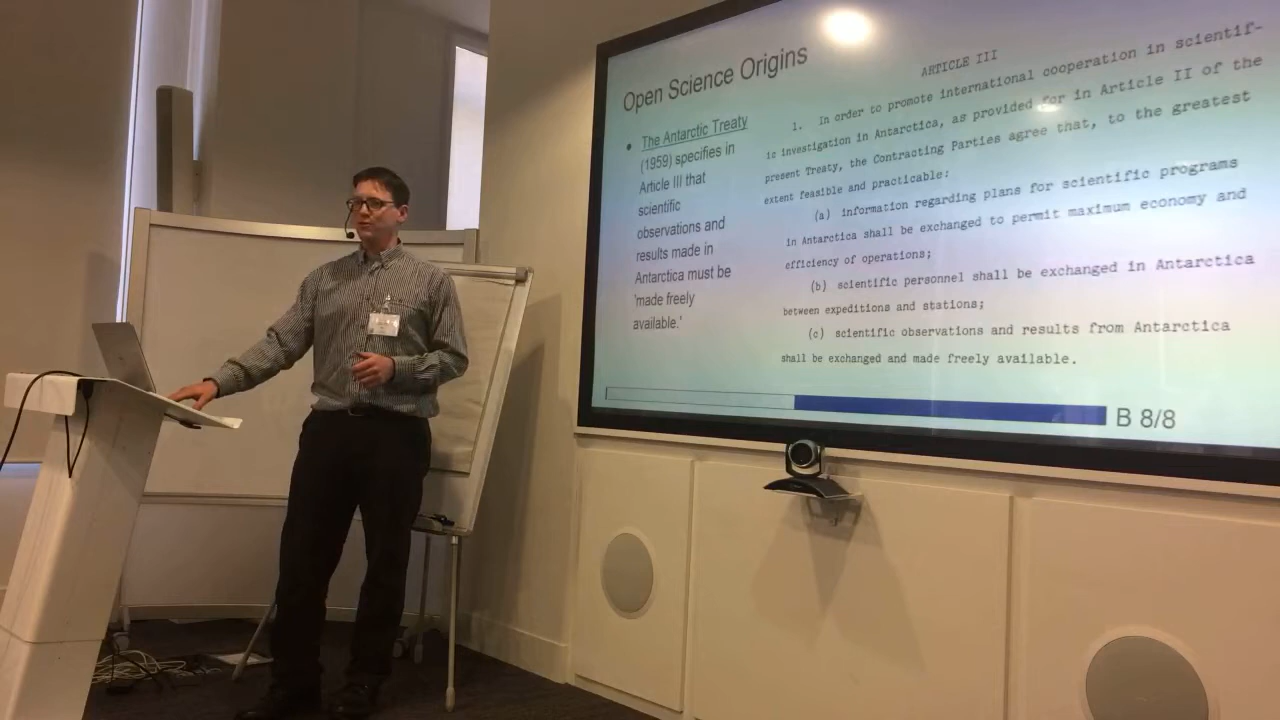 Open Science Origins
• The Antarctic Treaty
(1959) specifies in
Article III that
scientific
observations and
results made in
Antarctica must be
'made freely
available.'
ARTICLE III
1. In order to promote international cooperation in scientif-
ic investigation in Antarctica, as provided for in Article II of the
present Treaty, the Contracting Parties agree that, to the greatest
extent feasible and practicable:
(a) information regarding plans for scientific programs
in Antarctica shall be exchanged to permit maximum economy and
efficiency of operations;
(b) scientific personnel shall be exchanged in Antarctica
between expeditions and stations;
(c) scientific observations and results from Antarctica
shall be exchanged and made freely available.
B 8/8